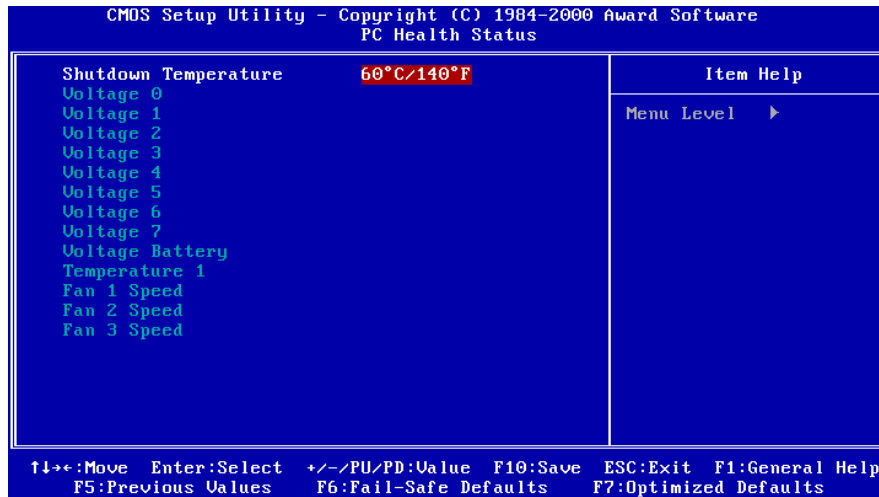 CMOS Setup Utility – Copyright (C) 1984–2000 Award Software
PC Health Status
Shutdown Temperature 60°C/140°F
Voltage 0
Voltage 1
Voltage 2
Voltage 3
Voltage 4
Voltage 5
Voltage 6
Voltage 7
Voltage Battery
Temperature 1
Fan 1 Speed
Fan 2 Speed
Fan 3 Speed
Item Help
Menu Level ▶
↑↓→←:Move Enter:Select +/-/PU/PD:Value F10:Save ESC:Exit F1:General Help
F5:Previous Values F6:Fail-Safe Defaults F7:Optimized Defaults